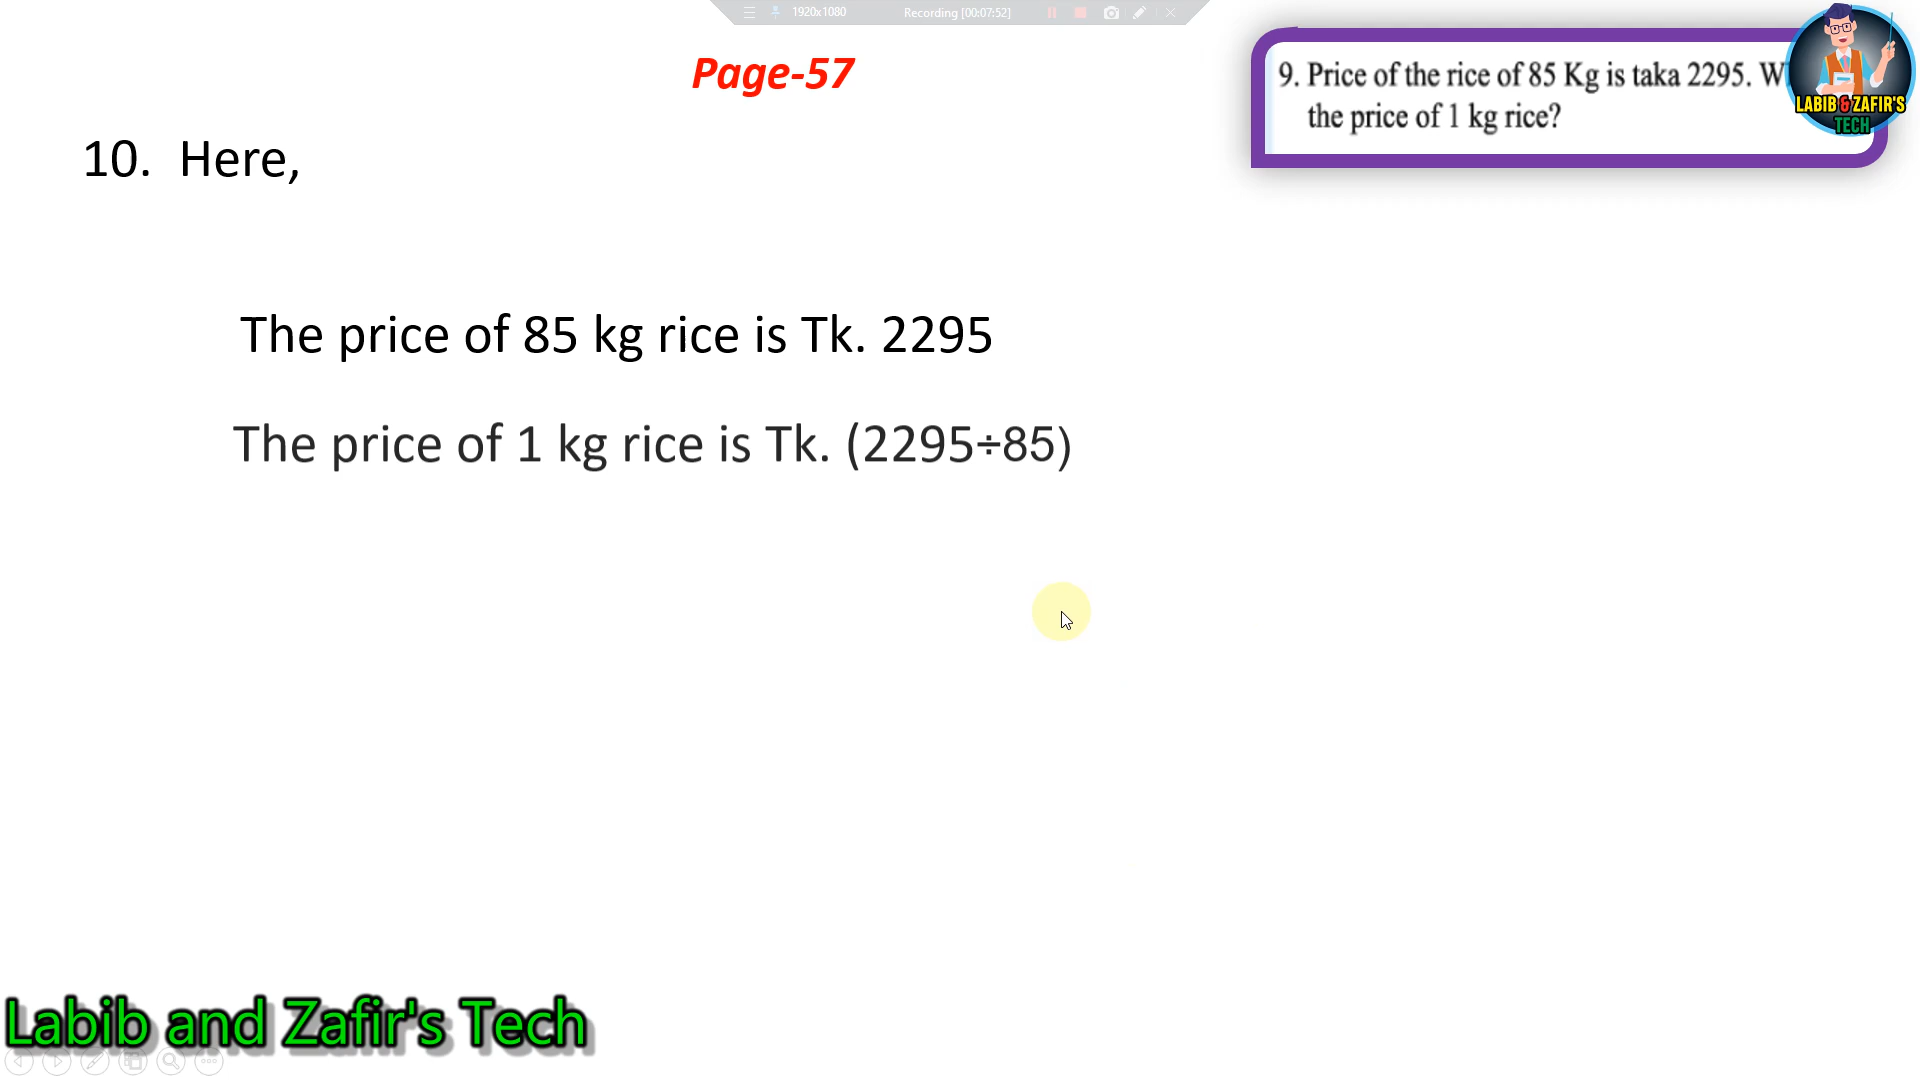 1920x1080 Recording [00:07:52]
Page-57
9. Price of the rice of 85 Kg is taka 2295. W
the price of 1 kg rice?
LABIB & ZAFIR'S
TECH
10. Here,
The price of 85 kg rice is Tk. 2295
The price of 1 kg rice is Tk. (2295÷85)
Labib and Zafir's Tech